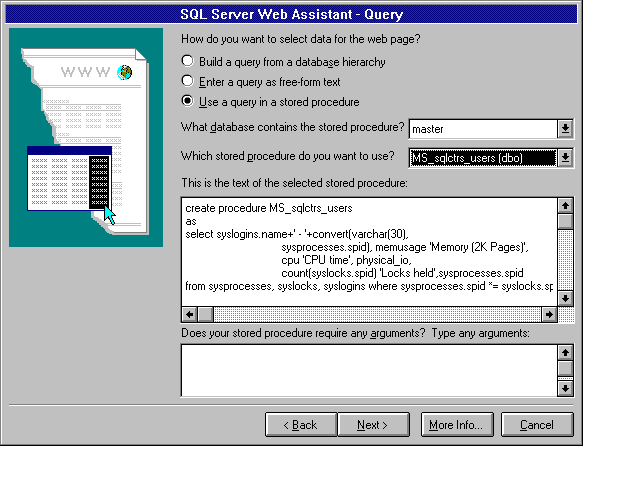 SQL Server Web Assistant - Query
WWW
How do you want to select data for the web page?
Build a query from a database hierarchy
Enter a query as free-form text
Use a query in a stored procedure
What database contains the stored procedure? master
Which stored procedure do you want to use? MS_sqlctrs_users (dbo)
This is the text of the selected stored procedure:
create procedure MS_sqlctrs_users
as
select syslogins.name+' - '+convert(varchar(30),
sysprocesses.spid), memusage 'Memory (2K Pages)',
cpu 'CPU time', physical_io,
count(syslocks.spid) 'Locks held',sysprocesses.spid
from sysprocesses, syslocks, syslogins where sysprocesses.spid *= syslocks.sp
Does your stored procedure require any arguments? Type any arguments:
< Back Next > More Info... Cancel